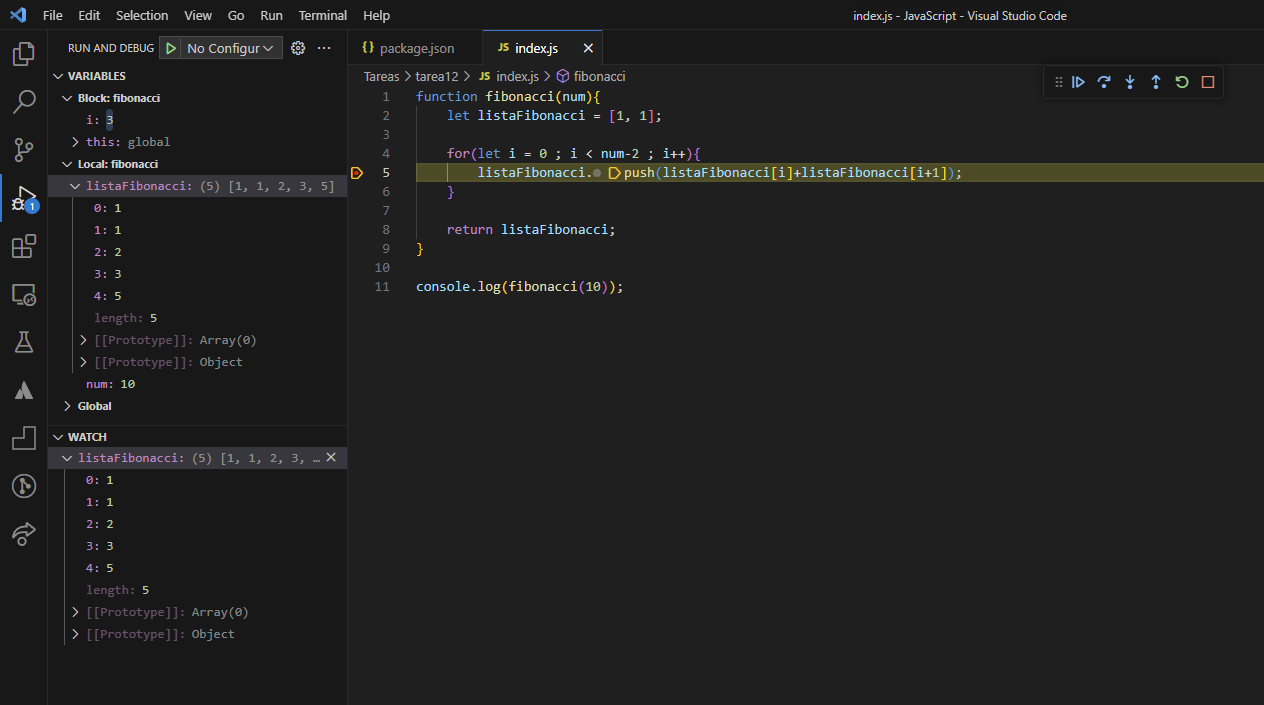 File Edit Selection View Go Run Terminal Help
index.js - JavaScript - Visual Studio Code
RUN AND DEBUG
No Configur
VARIABLES
Block: fibonacci
i: 3
this: global
Local: fibonacci
listaFibonacci: (5) [1, 1, 2, 3, 5]
0: 1
1: 1
2: 2
3: 3
4: 5
length: 5
[[Prototype]]: Array(0)
[[Prototype]]: Object
num: 10
Global
WATCH
listaFibonacci: (5) [1, 1, 2, 3, …
0: 1
1: 1
2: 2
3: 3
4: 5
length: 5
[[Prototype]]: Array(0)
[[Prototype]]: Object
1
{} package.json
JS index.js
Tareas > tarea12 > JS index.js > fibonacci
1 function fibonacci(num){
2 let listaFibonacci = [1, 1];
3
4 for(let i = 0 ; i < num-2 ; i++){
5 listaFibonacci.push(listaFibonacci[i]+listaFibonacci[i+1]);
6 }
7
8 return listaFibonacci;
9 }
10
11 console.log(fibonacci(10));